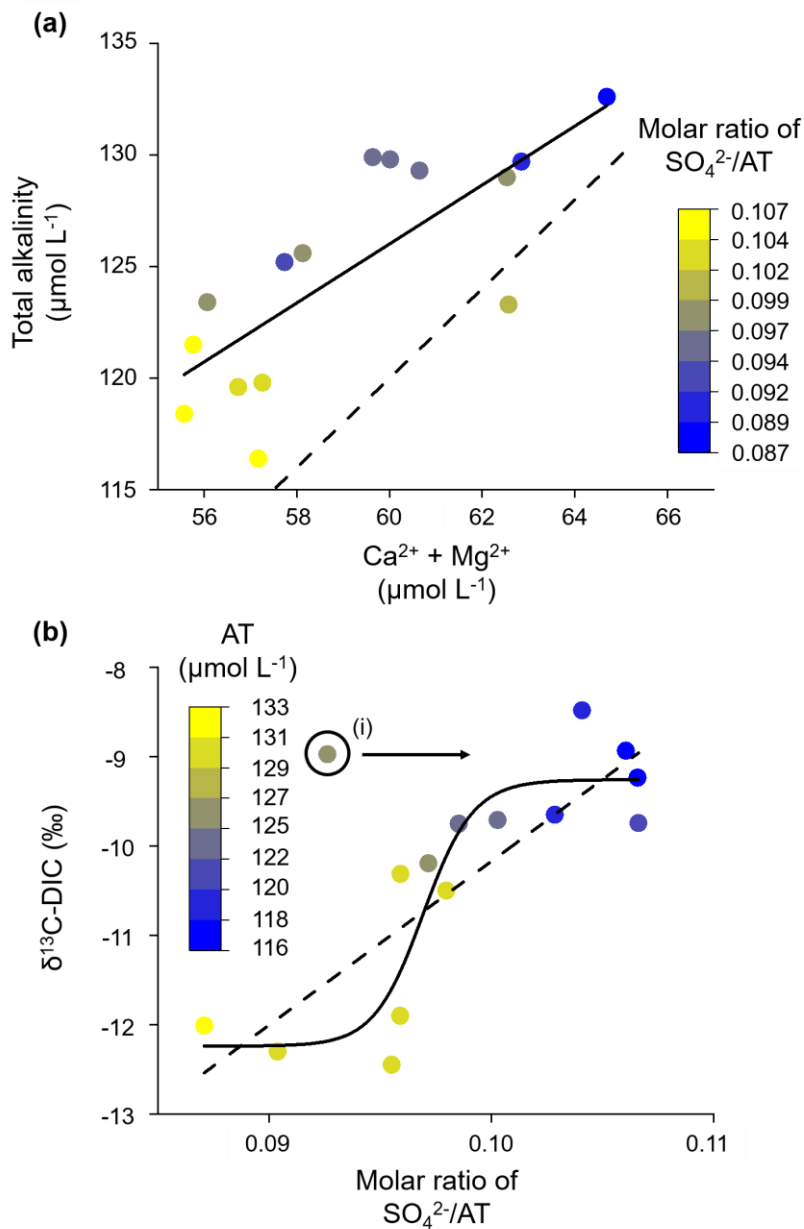 (a)
135
130
125
120
115
Total alkalinity
(µmol L⁻¹)
56 58 60 62 64 66
Ca²⁺ + Mg²⁺
(µmol L⁻¹)
Molar ratio of
SO₄²⁻/AT
0.107
0.104
0.102
0.099
0.097
0.094
0.092
0.089
0.087
(b)
-8
-9
-10
-11
-12
-13
δ¹³C-DIC (‰)
AT
(µmol L⁻¹)
133
131
129
127
125
122
120
118
116
(i)
0.09 0.10 0.11
Molar ratio of
SO₄²⁻/AT